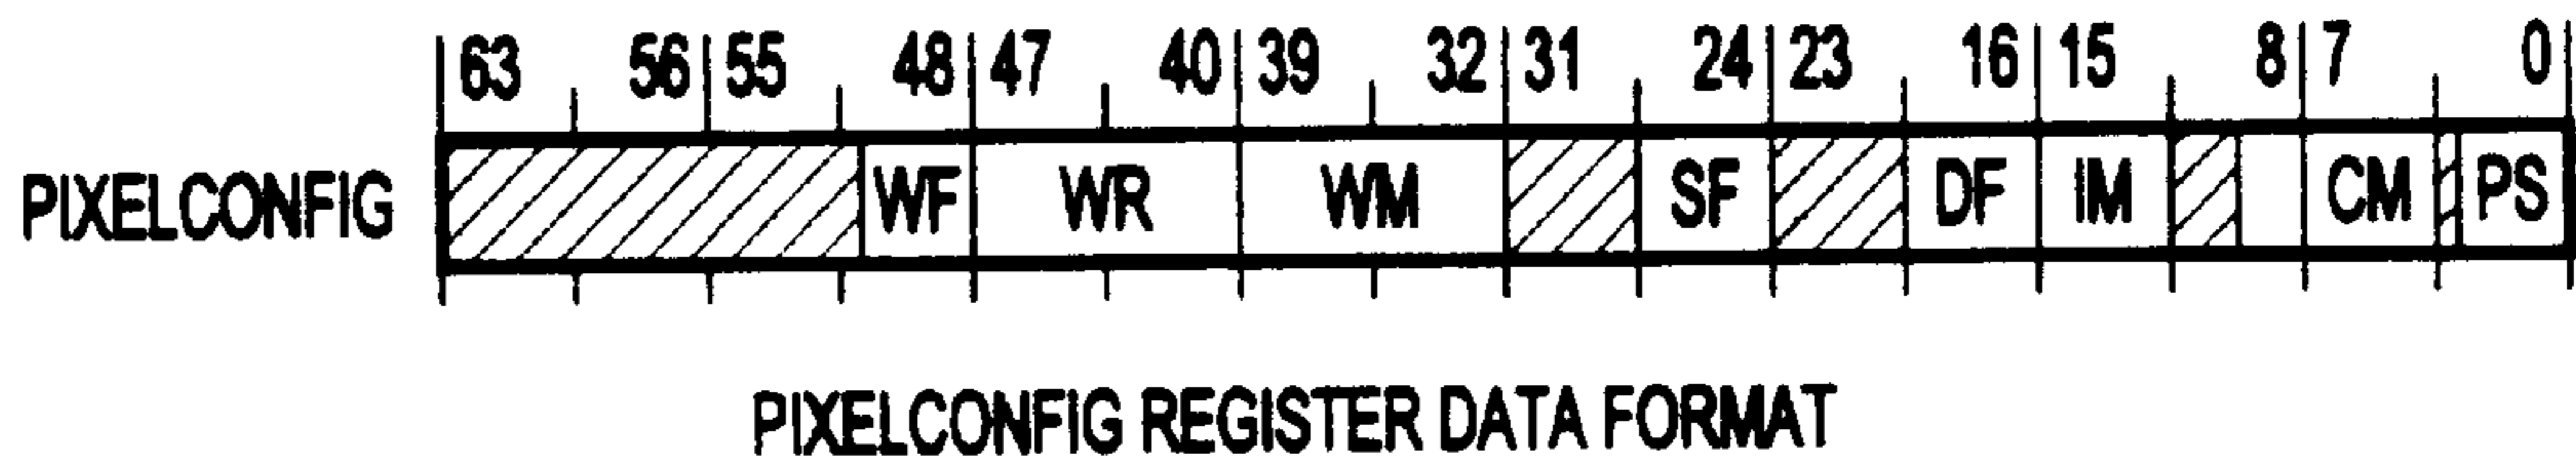 63 56 55 48 47 40 39 32 31 24 23 16 15 8 7 0
PIXELCONFIG WF WR WM SF DF IM CM PS
PIXELCONFIG REGISTER DATA FORMAT